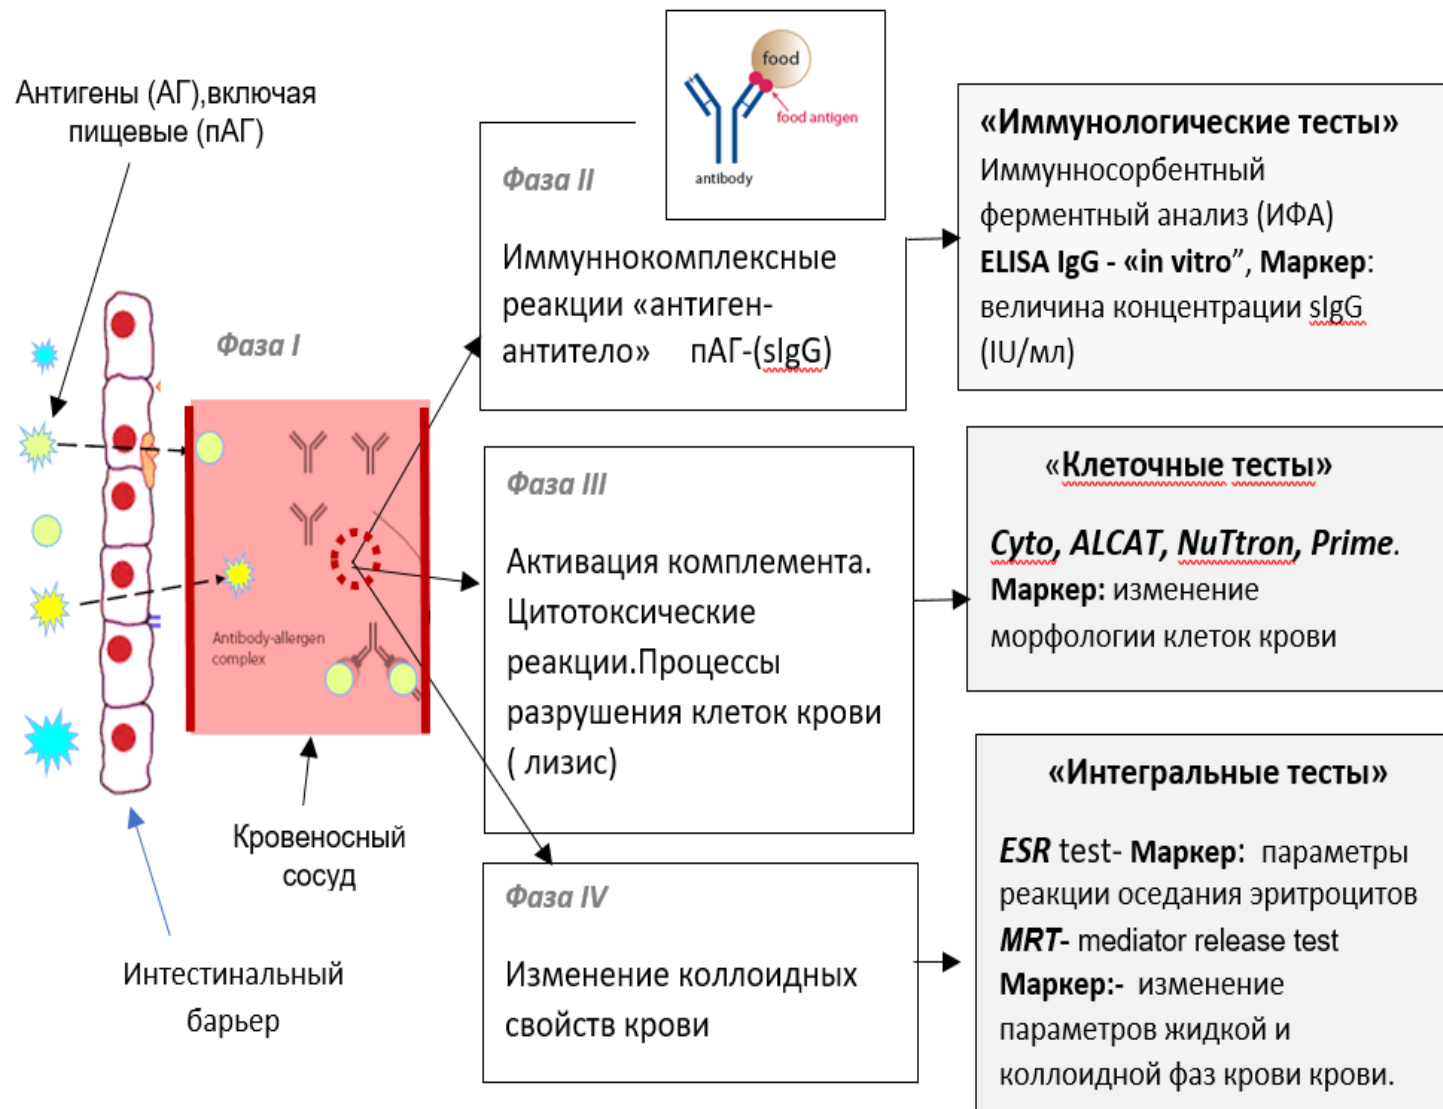 Антигены (АГ),включая
пищевые (пАГ)
Фаза I
Antibody-allergen
complex
Кровеносный
сосуд
Интестинальный
барьер
food
food antigen
antibody
Фаза II
Иммуннокомплексные
реакции «антиген-
антитело» пАГ-(sIgG)
Фаза III
Активация комплемента.
Цитотоксические
реакции.Процессы
разрушения клеток крови
( лизис)
Фаза IV
Изменение коллоидных
свойств крови
«Иммунологические тесты»
Иммунносорбентный
ферментный анализ (ИФА)
ELISA IgG - «in vitro”, Маркер:
величина концентрации sIgG
(IU/мл)
«Клеточные тесты»
Cyto, ALCAT, NuTtron, Prime.
Маркер: изменение
морфологии клеток крови
«Интегральные тесты»
ESR test- Маркер: параметры
реакции оседания эритроцитов
MRT- mediator release test
Маркер:- изменение
параметров жидкой и
коллоидной фаз крови крови.